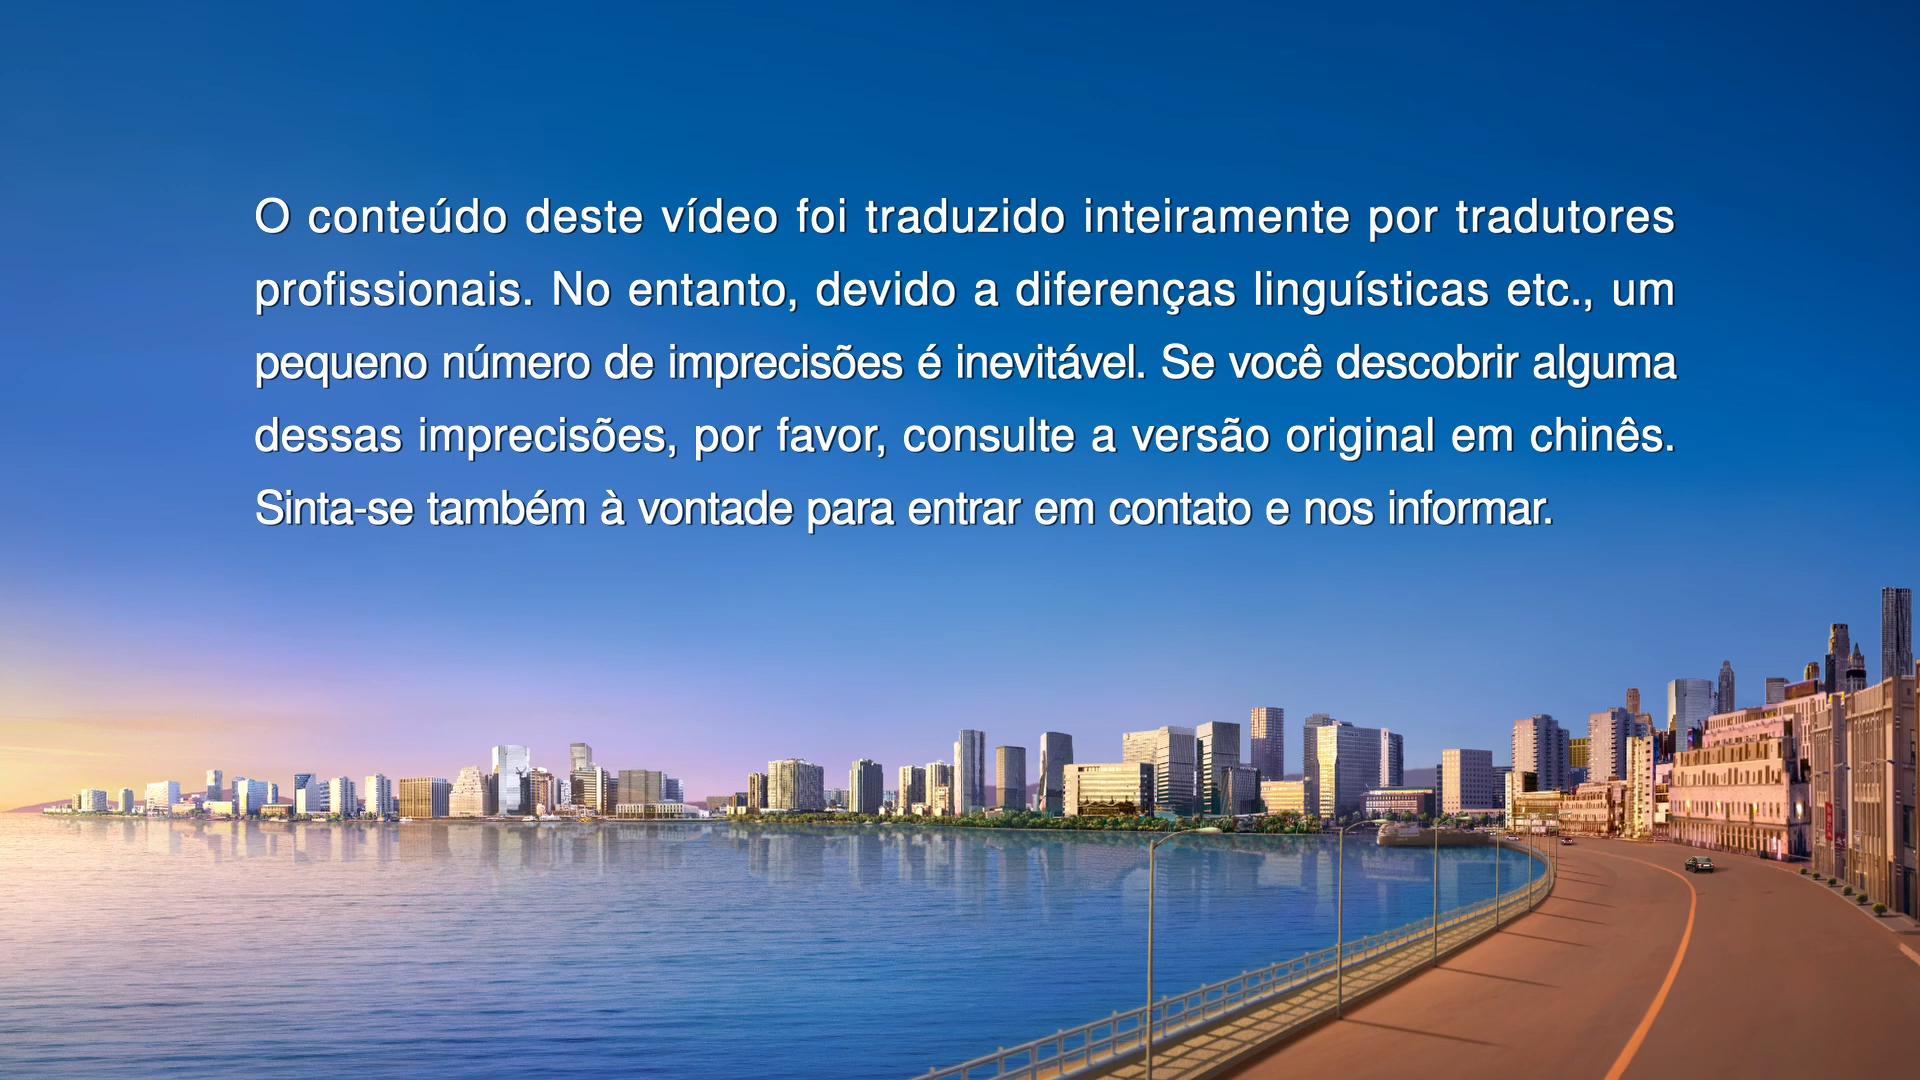 O conteúdo deste vídeo foi traduzido inteiramente por tradutores
profissionais. No entanto, devido a diferenças linguísticas etc., um
pequeno número de imprecisões é inevitável. Se você descobrir alguma
dessas imprecisões, por favor, consulte a versão original em chinês.
Sinta-se também à vontade para entrar em contato e nos informar.